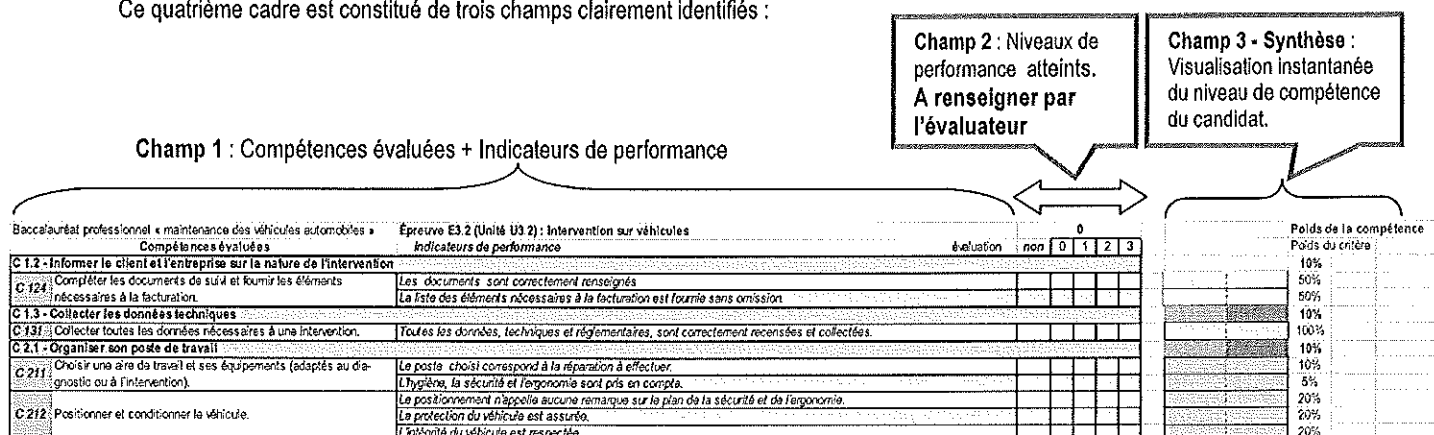 Ce quatrième cadre est constitué de trois champs clairement identifiés :
Champ 2 : Niveaux de
performance atteints.
A renseigner par
l'évaluateur
Champ 3 - Synthèse :
Visualisation instantanée
du niveau de compétence
du candidat.
Champ 1 : Compétences évaluées + Indicateurs de performance
Baccalauréat professionnel « maintenance des véhicules automobiles » Épreuve E3.2 (Unité U3.2) : Intervention sur véhicules 0 Poids de la compétence
Compétences évaluées Indicateurs de performance évaluation non 0 1 2 3 Poids du critère
C 1.2 - Informer le client et l'entreprise sur la nature de l'intervention 10%
C 124 Compléter les documents de suivi et fournir les éléments nécessaires à la facturation. Les documents sont correctement renseignés 50%
La liste des éléments nécessaires à la facturation est fournie sans omission. 50%
C 1.3 - Collecter les données techniques 10%
C 131 Collecter toutes les données nécessaires à une intervention. Toutes les données, techniques et réglementaires, sont correctement recensées et collectées. 100%
C 2.1 - Organiser son poste de travail 10%
C 211 Choisir une aire de travail et ses équipements (adaptés au dia-
gnostic ou à l'intervention). Le poste choisi correspond à la réparation à effectuer. 10%
L'hygiène, la sécurité et l'ergonomie sont pris en compte. 5%
C 212 Positionner et conditionner le véhicule. Le positionnement n'appelle aucune remarque sur le plan de la sécurité et de l'ergonomie. 20%
La protection du véhicule est assurée. 20%
L'intégrité du véhicule est respectée 20%